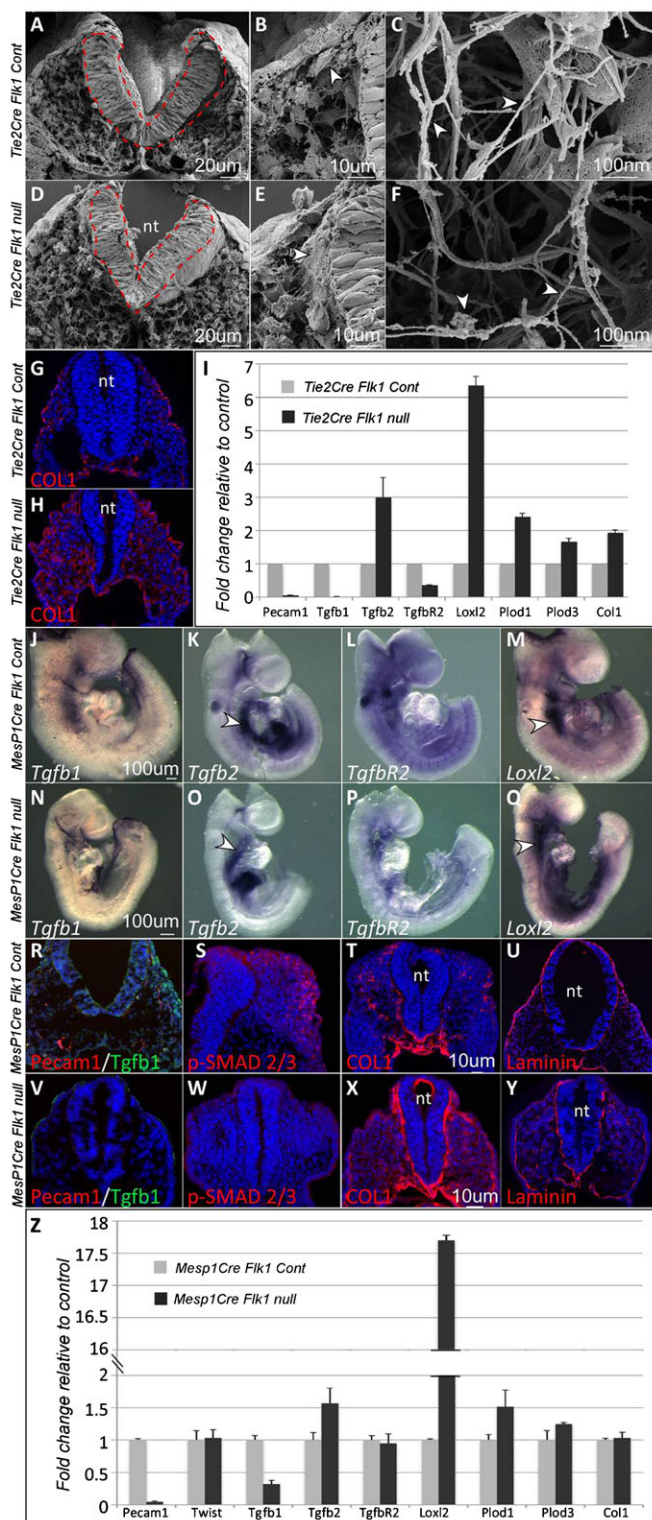 Tie2Cre Flk1 Cont
A
20um
B
10um
C
100nm
Tie2Cre Flk1 null
D
nt
20um
E
10um
F
100nm
Tie2Cre Flk1 Cont
G
nt
COL1
Tie2Cre Flk1 null
H
nt
COL1
I
Fold change relative to control
7
6
5
4
3
2
1
0
Tie2Cre Flk1 Cont
Tie2Cre Flk1 null
Pecam1 Tgfb1 Tgfb2 TgfbR2 Loxl2 Plod1 Plod3 Col1
MesP1Cre Flk1 Cont
J
Tgfb1
100um
K
Tgfb2
L
TgfbR2
M
Loxl2
MesP1Cre Flk1 null
N
Tgfb1
100um
O
Tgfb2
P
TgfbR2
Q
Loxl2
MesP1Cre Flk1 Cont
R
Pecam1/Tgfb1
S
p-SMAD 2/3
T
nt
COL1
10um
U
nt
Laminin
MesP1Cre Flk1 null
V
Pecam1/Tgfb1
W
p-SMAD 2/3
X
nt
COL1
10um
Y
nt
Laminin
Z
Fold change relative to control
18
17.5
17
16.5
16
2
1.5
1
0.5
0
Mesp1Cre Flk1 Cont
Mesp1Cre Flk1 null
Pecam1 Twist Tgfb1 Tgfb2 TgfbR2 Loxl2 Plod1 Plod3 Col1